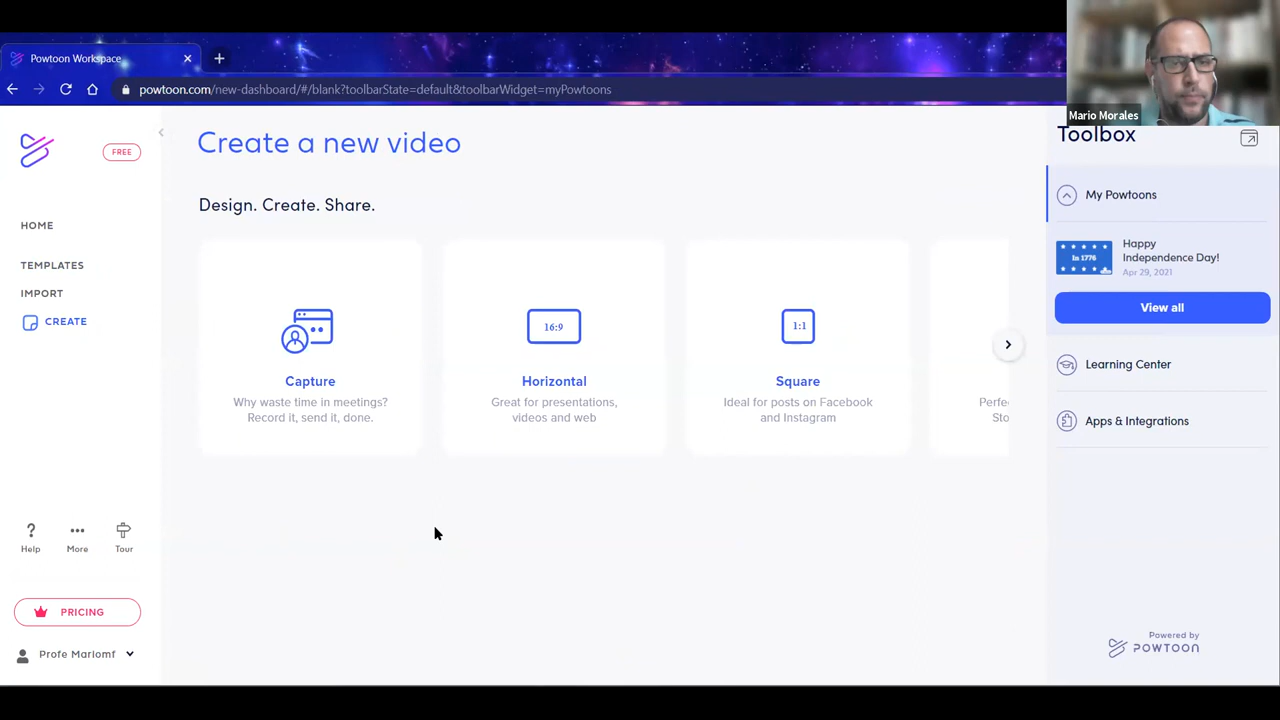 Powtoon Workspace
powtoon.com/new-dashboard/#/blank?toolbarState=default&toolbarWidget=myPowtoons
Mario Morales
FREE
HOME
TEMPLATES
IMPORT
CREATE
Help
More
Tour
PRICING
Profe Mariomf
Create a new video
Design. Create. Share.
Capture
Why waste time in meetings?
Record it, send it, done.
16:9
Horizontal
Great for presentations,
videos and web
1:1
Square
Ideal for posts on Facebook
and Instagram
Perfe
Sto
Toolbox
My Powtoons
In 1776
Happy
Independence Day!
Apr 29, 2021
View all
Learning Center
Apps & Integrations
Powered by
POWTOON